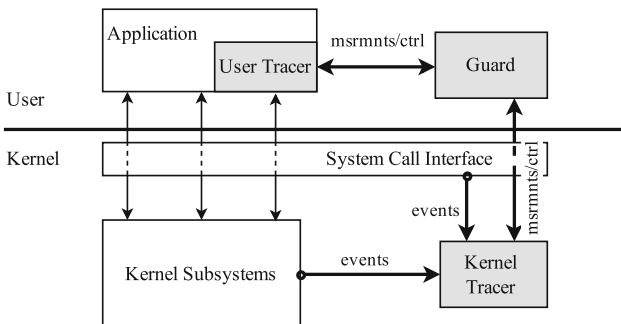 Application
User Tracer
msrmnts/ctrl
Guard
User
Kernel
System Call Interface
msrmnts/ctrl
events
Kernel Subsystems
events
Kernel
Tracer